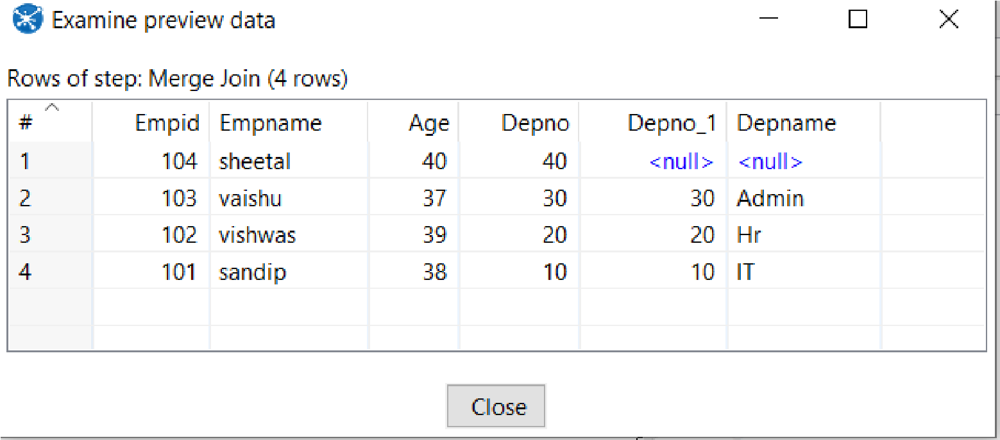 Examine preview data
Rows of step: Merge Join (4 rows)
# Empid Empname Age Depno Depno_1 Depname
1 104 sheetal 40 40 <null> <null>
2 103 vaishu 37 30 30 Admin
3 102 vishwas 39 20 20 Hr
4 101 sandip 38 10 10 IT
Close